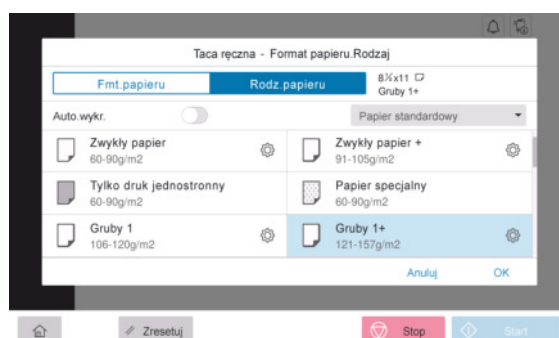 Taca ręczna - Format papieru.Rodzaj
Fmt.papieru
Rodz.papieru
8½x11
Gruby 1+
Auto.wykr.
Papier standardowy
Zwykły papier
60-90g/m2
Zwykły papier +
91-105g/m2
Tylko druk jednostronny
60-90g/m2
Papier specjalny
60-90g/m2
Gruby 1
106-120g/m2
Gruby 1+
121-157g/m2
Anuluj
OK
Zresetuj
Stop
Start